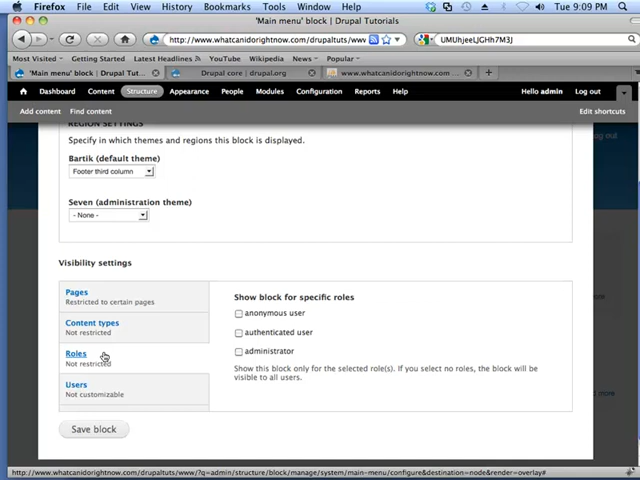 Firefox File Edit View History Bookmarks Tools Window Help Tue 9:09 PM
'Main menu' block | Drupal Tutorials
http://www.whatcanidorightnow.com/drupaltuts/www UMUhjeeLJGHh7M3J
Most Visited Getting Started Latest Headlines YouTube Wikipedia News Popular
'Main menu' block | Drupal Tut... Drupal core | drupal.org www.whatcanidorightnow.com/...
Dashboard Content Structure Appearance People Modules Configuration Reports Help Hello admin Log out
Add content Find content Edit shortcuts
REGION SETTINGS
Specify in which themes and regions this block is displayed.
Bartik (default theme)
Footer third column
Seven (administration theme)
- None -
Visibility settings
Pages
Restricted to certain pages
Content types
Not restricted
Roles
Not restricted
Users
Not customizable
Show block for specific roles
anonymous user
authenticated user
administrator
Show this block only for the selected role(s). If you select no roles, the block will be
visible to all users.
Save block
http://www.whatcanidorightnow.com/drupaltuts/www/?q=admin/structure/block/manage/system/main-menu/configure&destination=node&render=overlay#